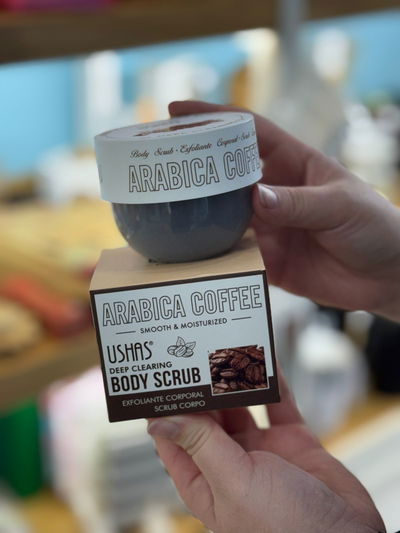 Body Scrub · Exfoliante Corporal · Scrub
ARABICA COFFEE
ARABICA COFFEE
SMOOTH & MOISTURIZED
USHAS®
DEEP CLEARING
BODY SCRUB
EXFOLIANTE CORPORAL
SCRUB CORPO